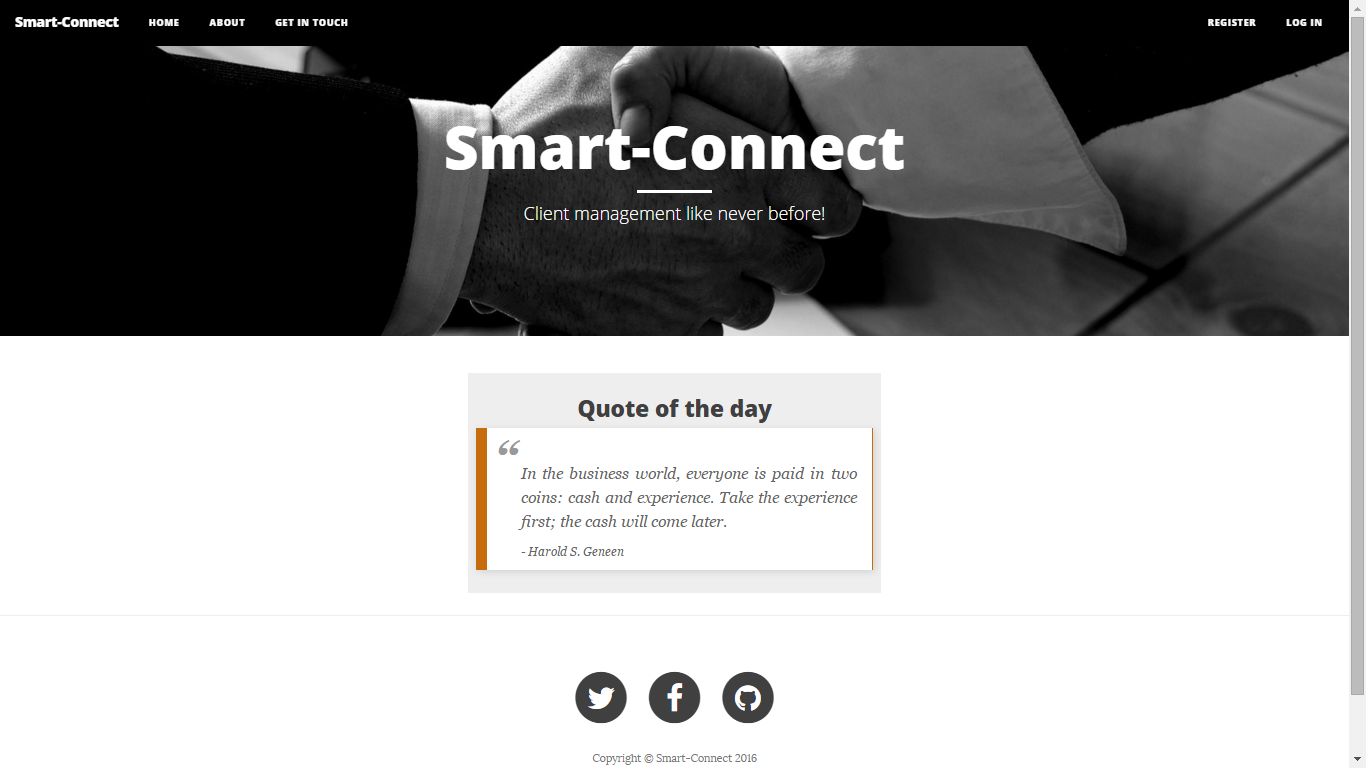 Smart-Connect HOME ABOUT GET IN TOUCH REGISTER LOG IN
Smart-Connect
Client management like never before!
Quote of the day
“
In the business world, everyone is paid in two
coins: cash and experience. Take the experience
first; the cash will come later.
- Harold S. Geneen
Copyright © Smart-Connect 2016